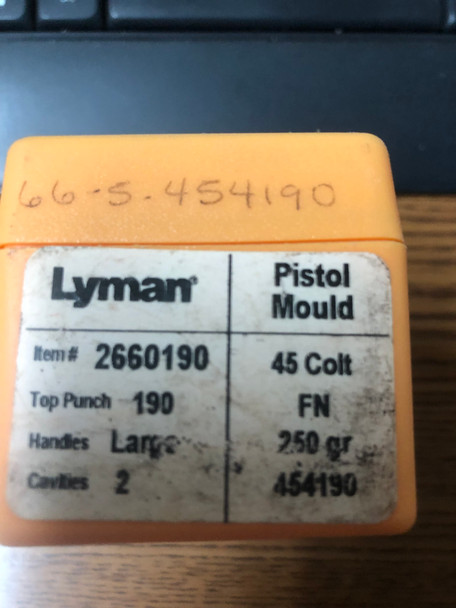 66-S-454190
Lyman®
Pistol
Mould
Item# 2660190
45 Colt
Top Punch 190
FN
Handles Large
250 gr
Cavities 2
454190